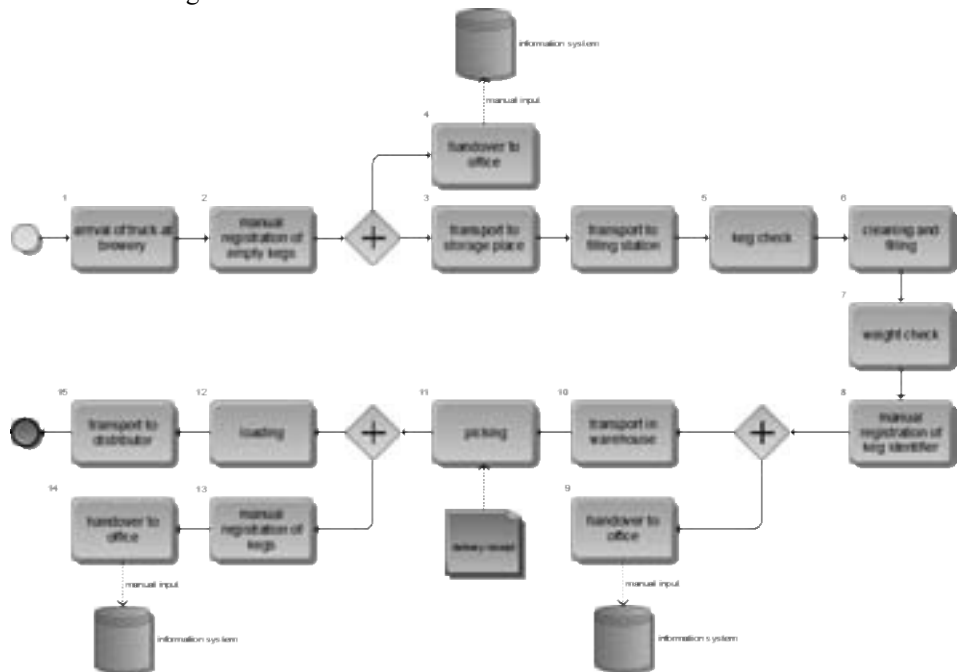 information system
manual input
4
handover to
office
1
arrival of truck at
brewery
2
manual
registration of
empty kegs
3
transport to
storage place
transport to
filling station
5
keg check
6
cleaning and
filling
7
weight check
15
transport to
distributor
12
loading
11
picking
10
transport in
warehouse
8
manual
registration of
keg identifier
14
handover to
office
13
manual
registration of
kegs
delivery receipt
9
handover to
office
manual input
information system
manual input
information system